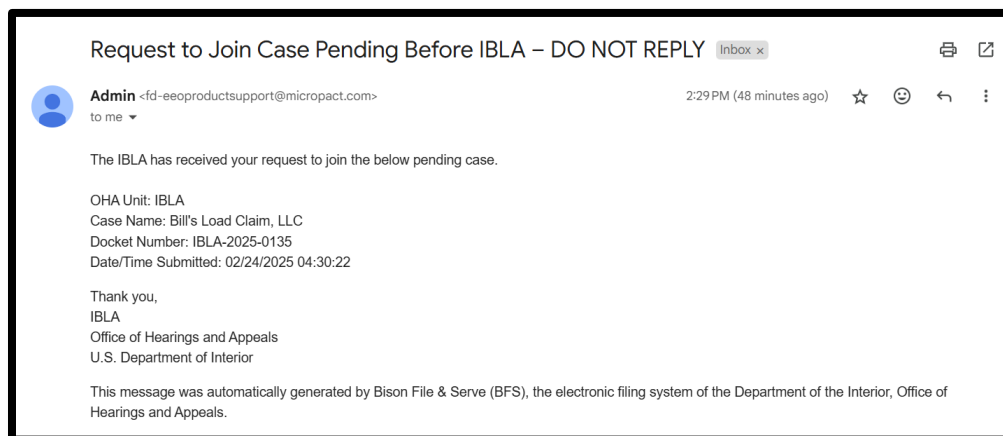 Request to Join Case Pending Before IBLA – DO NOT REPLY Inbox x
Admin <fd-eeoproductsupport@micropact.com> 2:29 PM (48 minutes ago)
to me
The IBLA has received your request to join the below pending case.
OHA Unit: IBLA
Case Name: Bill's Load Claim, LLC
Docket Number: IBLA-2025-0135
Date/Time Submitted: 02/24/2025 04:30:22
Thank you,
IBLA
Office of Hearings and Appeals
U.S. Department of Interior
This message was automatically generated by Bison File & Serve (BFS), the electronic filing system of the Department of the Interior, Office of
Hearings and Appeals.